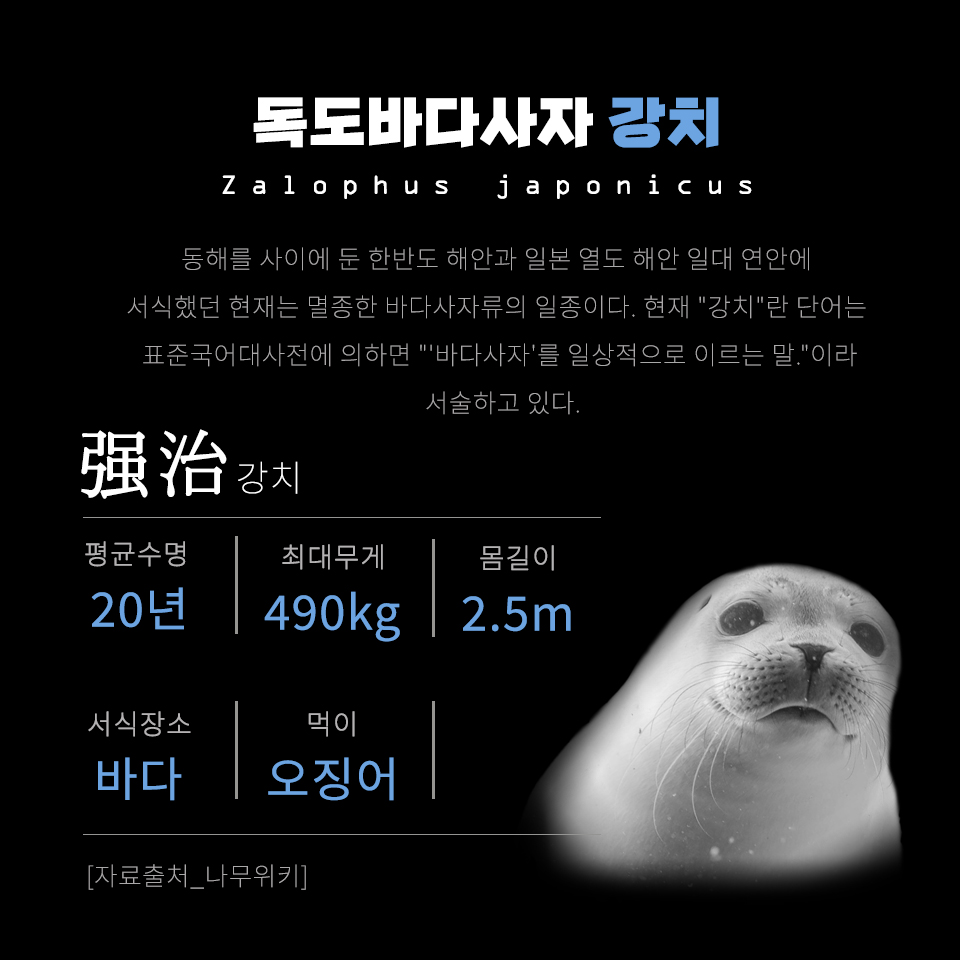 독도바다사자 강치
Zalophus japonicus
동해를 사이에 둔 한반도 해안과 일본 열도 해안 일대 연안에
서식했던 현재는 멸종한 바다사자류의 일종이다. 현재 "강치"란 단어는
표준국어대사전에 의하면 "'바다사자'를 일상적으로 이르는 말."이라
서술하고 있다.
强治 강치
평균수명 최대무게 몸길이
20년 490kg 2.5m
서식장소 먹이
바다 오징어
[자료출처_나무위키]